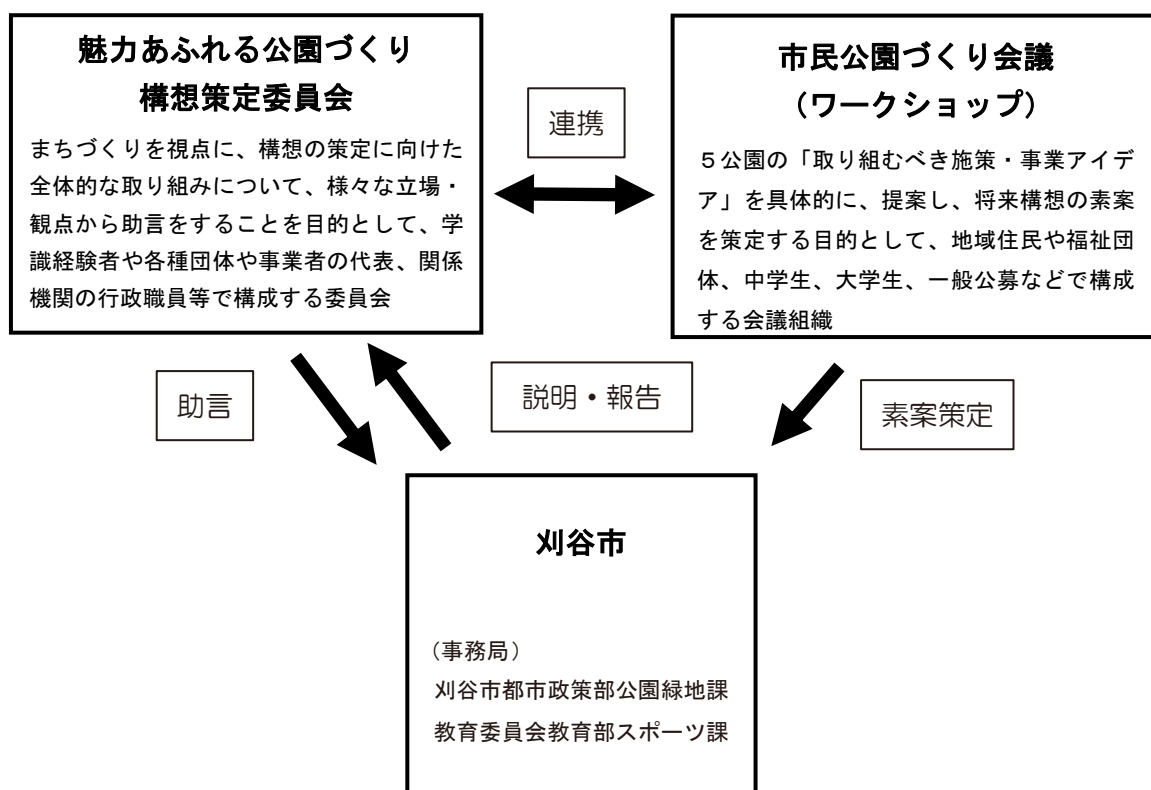 魅力あふれる公園づくり
構想策定委員会
まちづくりを視点に、構想の策定に向けた
全体的な取り組みについて、様々な立場・
観点から助言をすることを目的として、学
識経験者や各種団体や事業者の代表、関係
機関の行政職員等で構成する委員会
連携
市民公園づくり会議
（ワークショップ）
５公園の「取り組むべき施策・事業アイデ
ア」を具体的に、提案し、将来構想の素案
を策定する目的として、地域住民や福祉団
体、中学生、大学生、一般公募などで構成
する会議組織
助言
説明・報告
素案策定
刈谷市
（事務局）
刈谷市都市政策部公園緑地課
教育委員会教育部スポーツ課